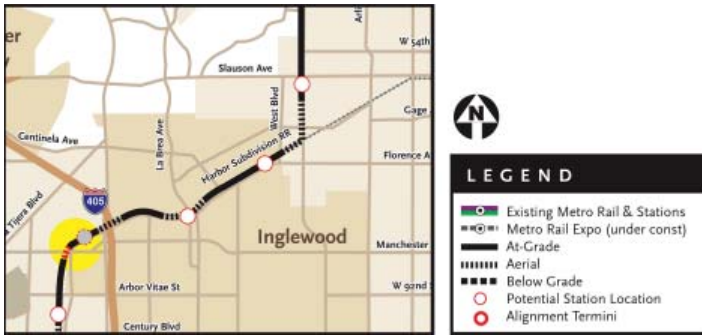 W 54th
Slauson Ave
West Blvd
Gage
Centinela Ave
La Brea Ave
Harbor Subdivision RR
Florence A
405
Tijera Blvd
Inglewood
Manchester
Arbor Vitae St
W 92nd
Century Blvd
N
LEGEND
Existing Metro Rail & Stations
Metro Rail Expo (under const)
At-Grade
Aerial
Below Grade
Potential Station Location
Alignment Termini